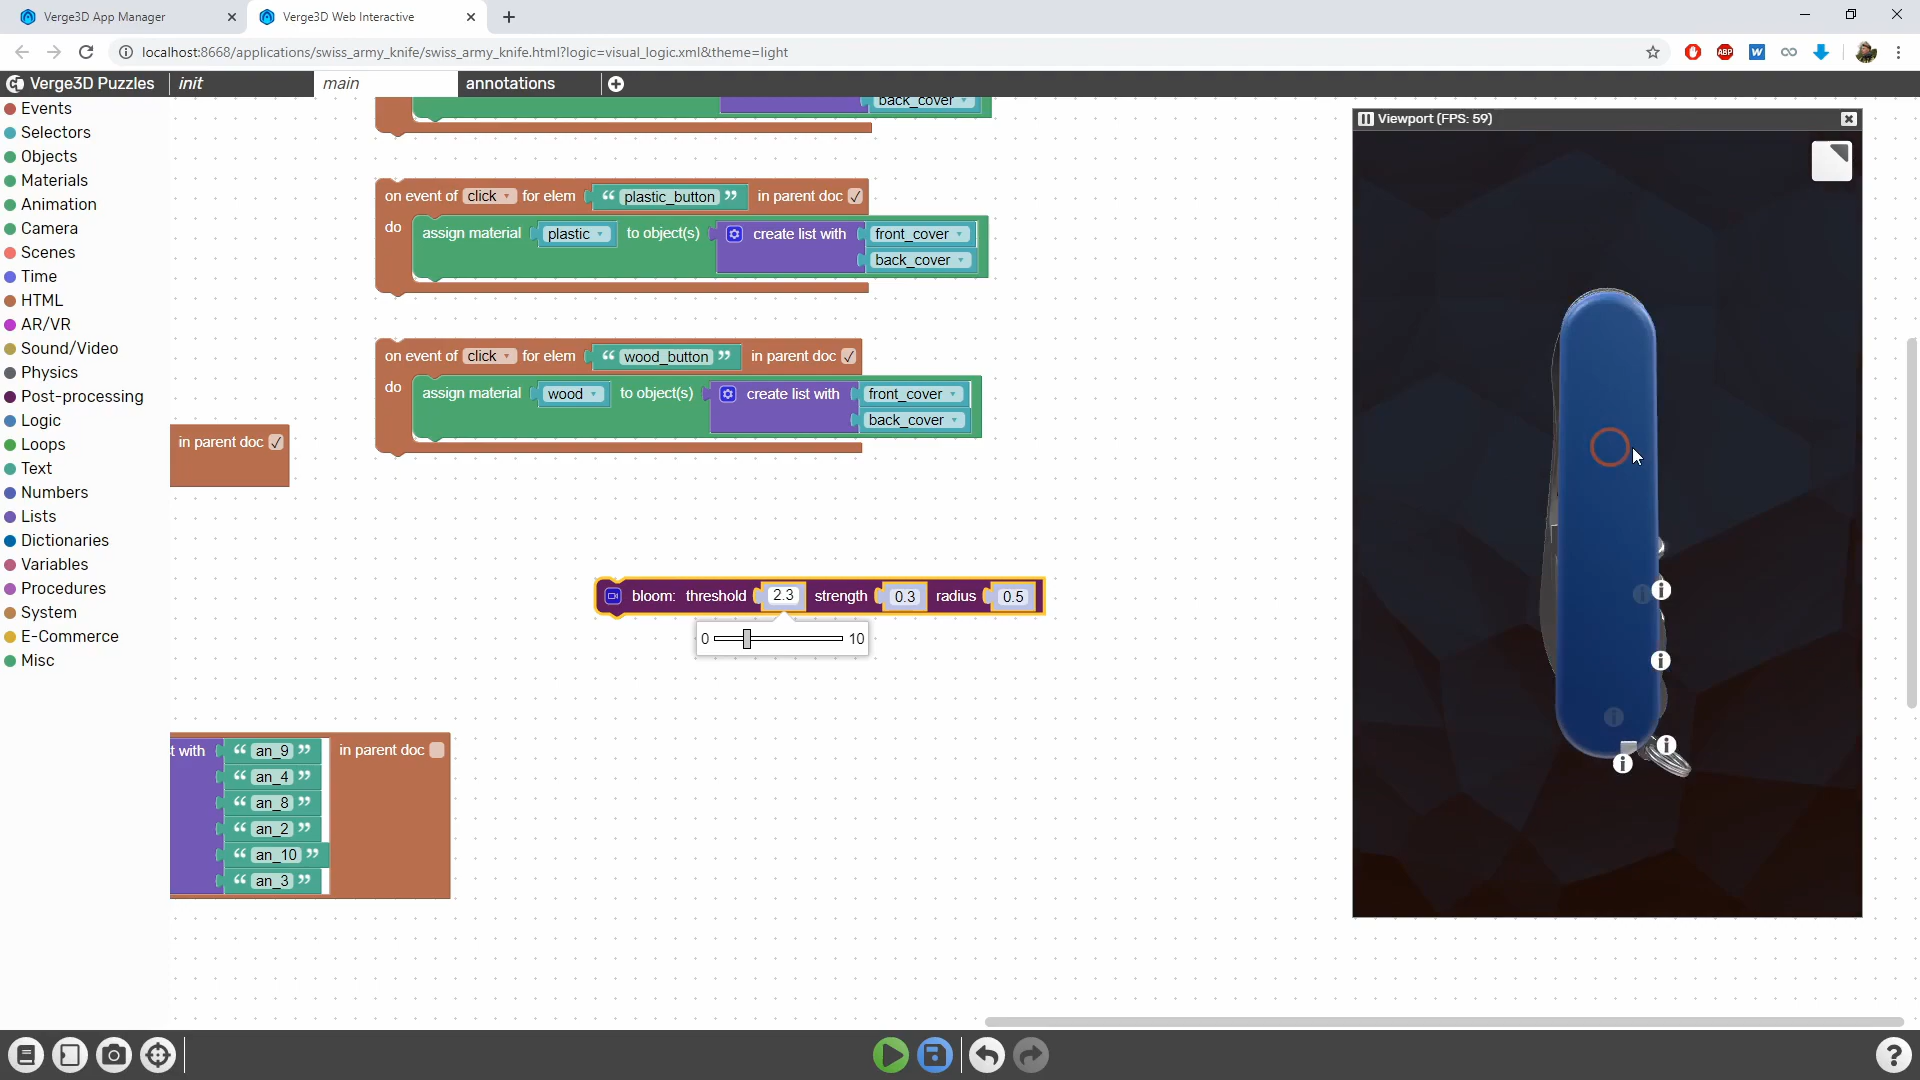 Verge3D App Manager
Verge3D Web Interactive
localhost:8668/applications/swiss_army_knife/swiss_army_knife.html?logic=visual_logic.xml&theme=light
ABP
W
Verge3D Puzzles
init
main
annotations
Events
Selectors
Objects
Materials
Animation
Camera
Scenes
Time
HTML
AR/VR
Sound/Video
Physics
Post-processing
Logic
Loops
Text
Numbers
Lists
Dictionaries
Variables
Procedures
System
E-Commerce
Misc
back_cover
on event of click for elem “ plastic_button ” in parent doc ✓
do assign material plastic to object(s) create list with front_cover
back_cover
on event of click for elem “ wood_button ” in parent doc ✓
do assign material wood to object(s) create list with front_cover
back_cover
in parent doc ✓
bloom: threshold 2.3 strength 0.3 radius 0.5
0 10
t with “ an_9 ” in parent doc
“ an_4 ”
“ an_8 ”
“ an_2 ”
“ an_10 ”
“ an_3 ”
Viewport (FPS: 59)
i
i
i
i
i
?